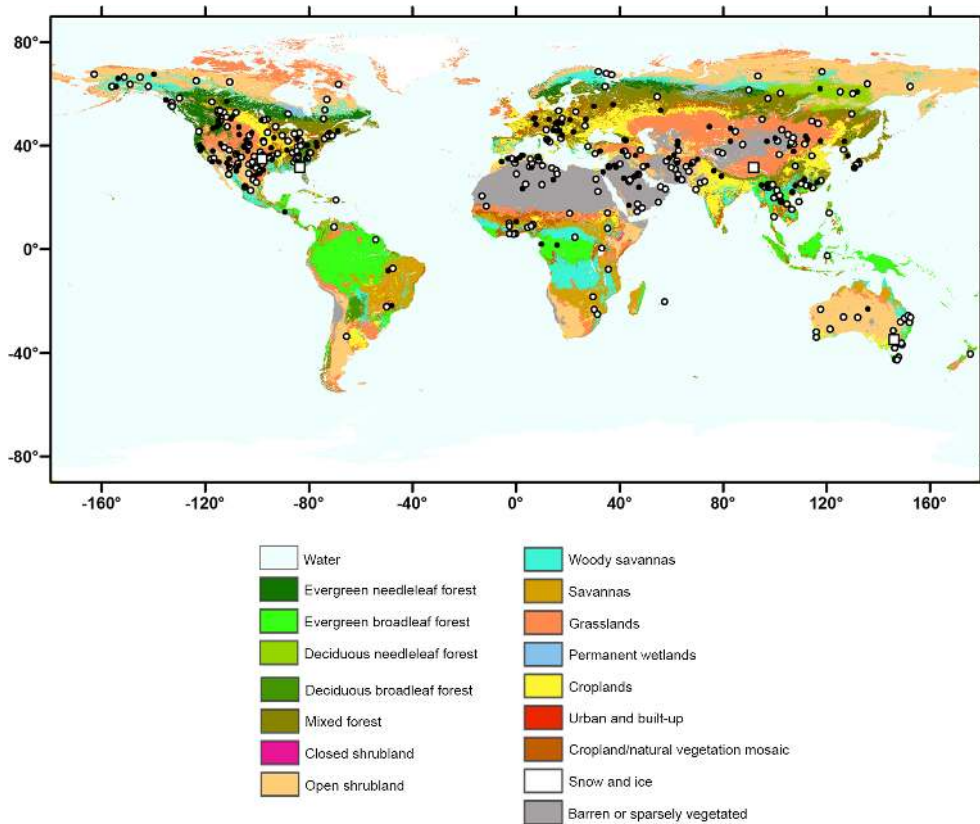 80°
40°
0°
-40°
-80°
-160° -120° -80° -40° 0° 40° 80° 120° 160°
Water
Evergreen needleleaf forest
Evergreen broadleaf forest
Deciduous needleleaf forest
Deciduous broadleaf forest
Mixed forest
Closed shrubland
Open shrubland
Woody savannas
Savannas
Grasslands
Permanent wetlands
Croplands
Urban and built-up
Cropland/natural vegetation mosaic
Snow and ice
Barren or sparsely vegetated